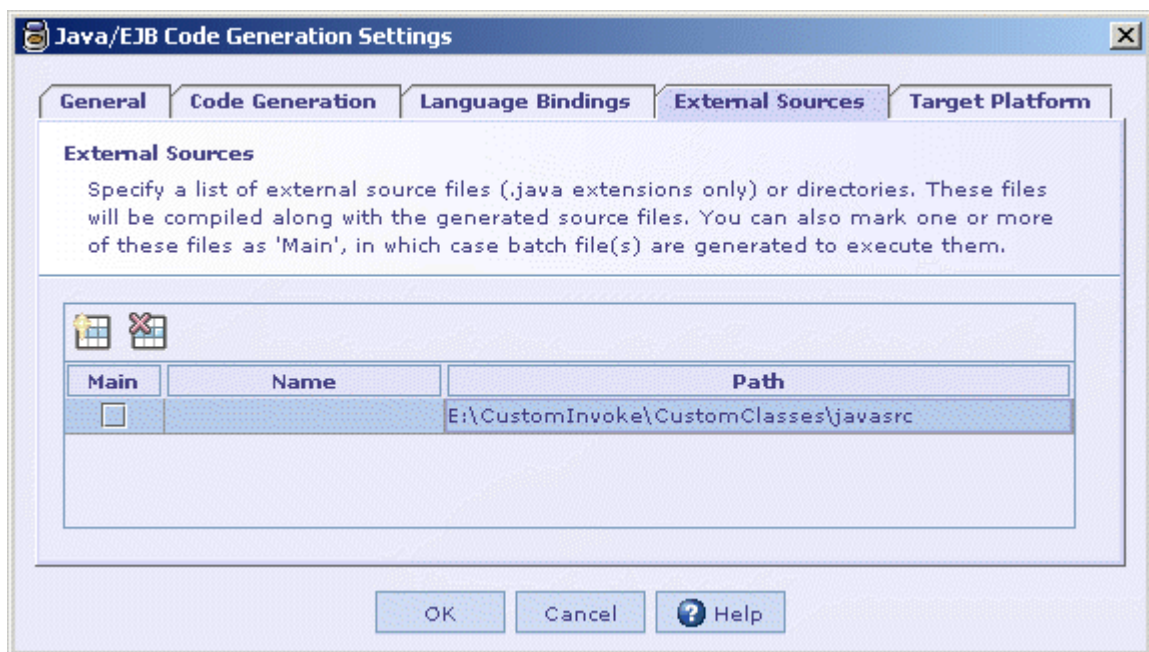 Java/EJB Code Generation Settings
General Code Generation Language Bindings External Sources Target Platform
External Sources
Specify a list of external source files (.java extensions only) or directories. These files
will be compiled along with the generated source files. You can also mark one or more
of these files as 'Main', in which case batch file(s) are generated to execute them.
Main Name Path
E:\CustomInvoke\CustomClasses\javasrc
OK Cancel Help